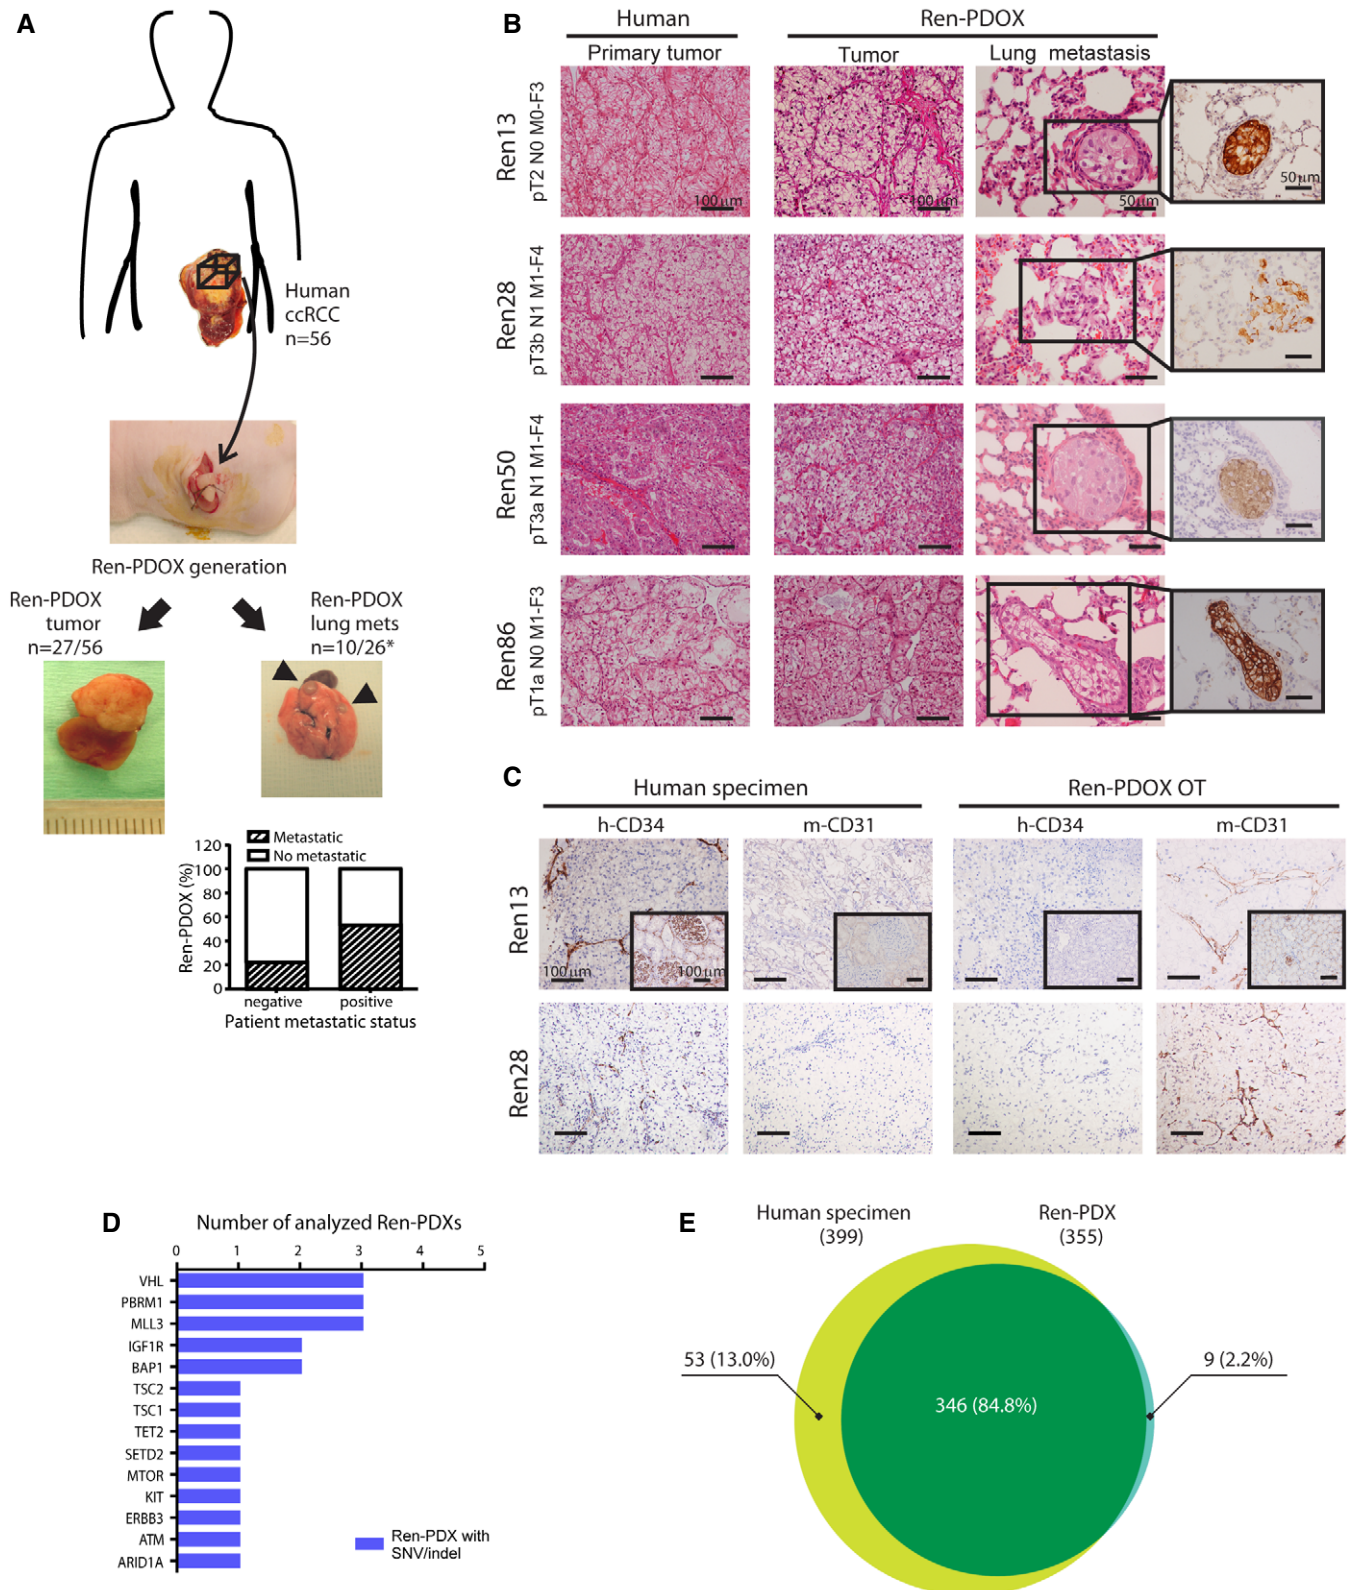 A
Human
ccRCC
n=56
Ren-PDOX generation
Ren-PDOX
tumor
n=27/56
Ren-PDOX
lung mets
n=10/26*
Metastatic
No metastatic
Ren-PDOX (%)
120
100
80
60
40
20
0
negative
positive
Patient metastatic status
B
Human
Ren-PDOX
Primary tumor
Tumor
Lung metastasis
Ren13
pT2 N0 M0-F3
100 µm
100 µm
50µm
50µm
Ren28
pT3b N1 M1-F4
Ren50
pT3a N1 M1-F4
Ren86
pT1a N0 M1-F3
C
Human specimen
Ren-PDOX OT
h-CD34
m-CD31
h-CD34
m-CD31
Ren13
100 µm
100 µm
Ren28
D
Number of analyzed Ren-PDXs
0 1 2 3 4 5
VHL
PBRM1
MLL3
IGF1R
BAP1
TSC2
TSC1
TET2
SETD2
MTOR
KIT
ERBB3
ATM
ARID1A
Ren-PDX with
SNV/indel
E
Human specimen
(399)
Ren-PDX
(355)
53 (13.0%)
346 (84.8%)
9 (2.2%)